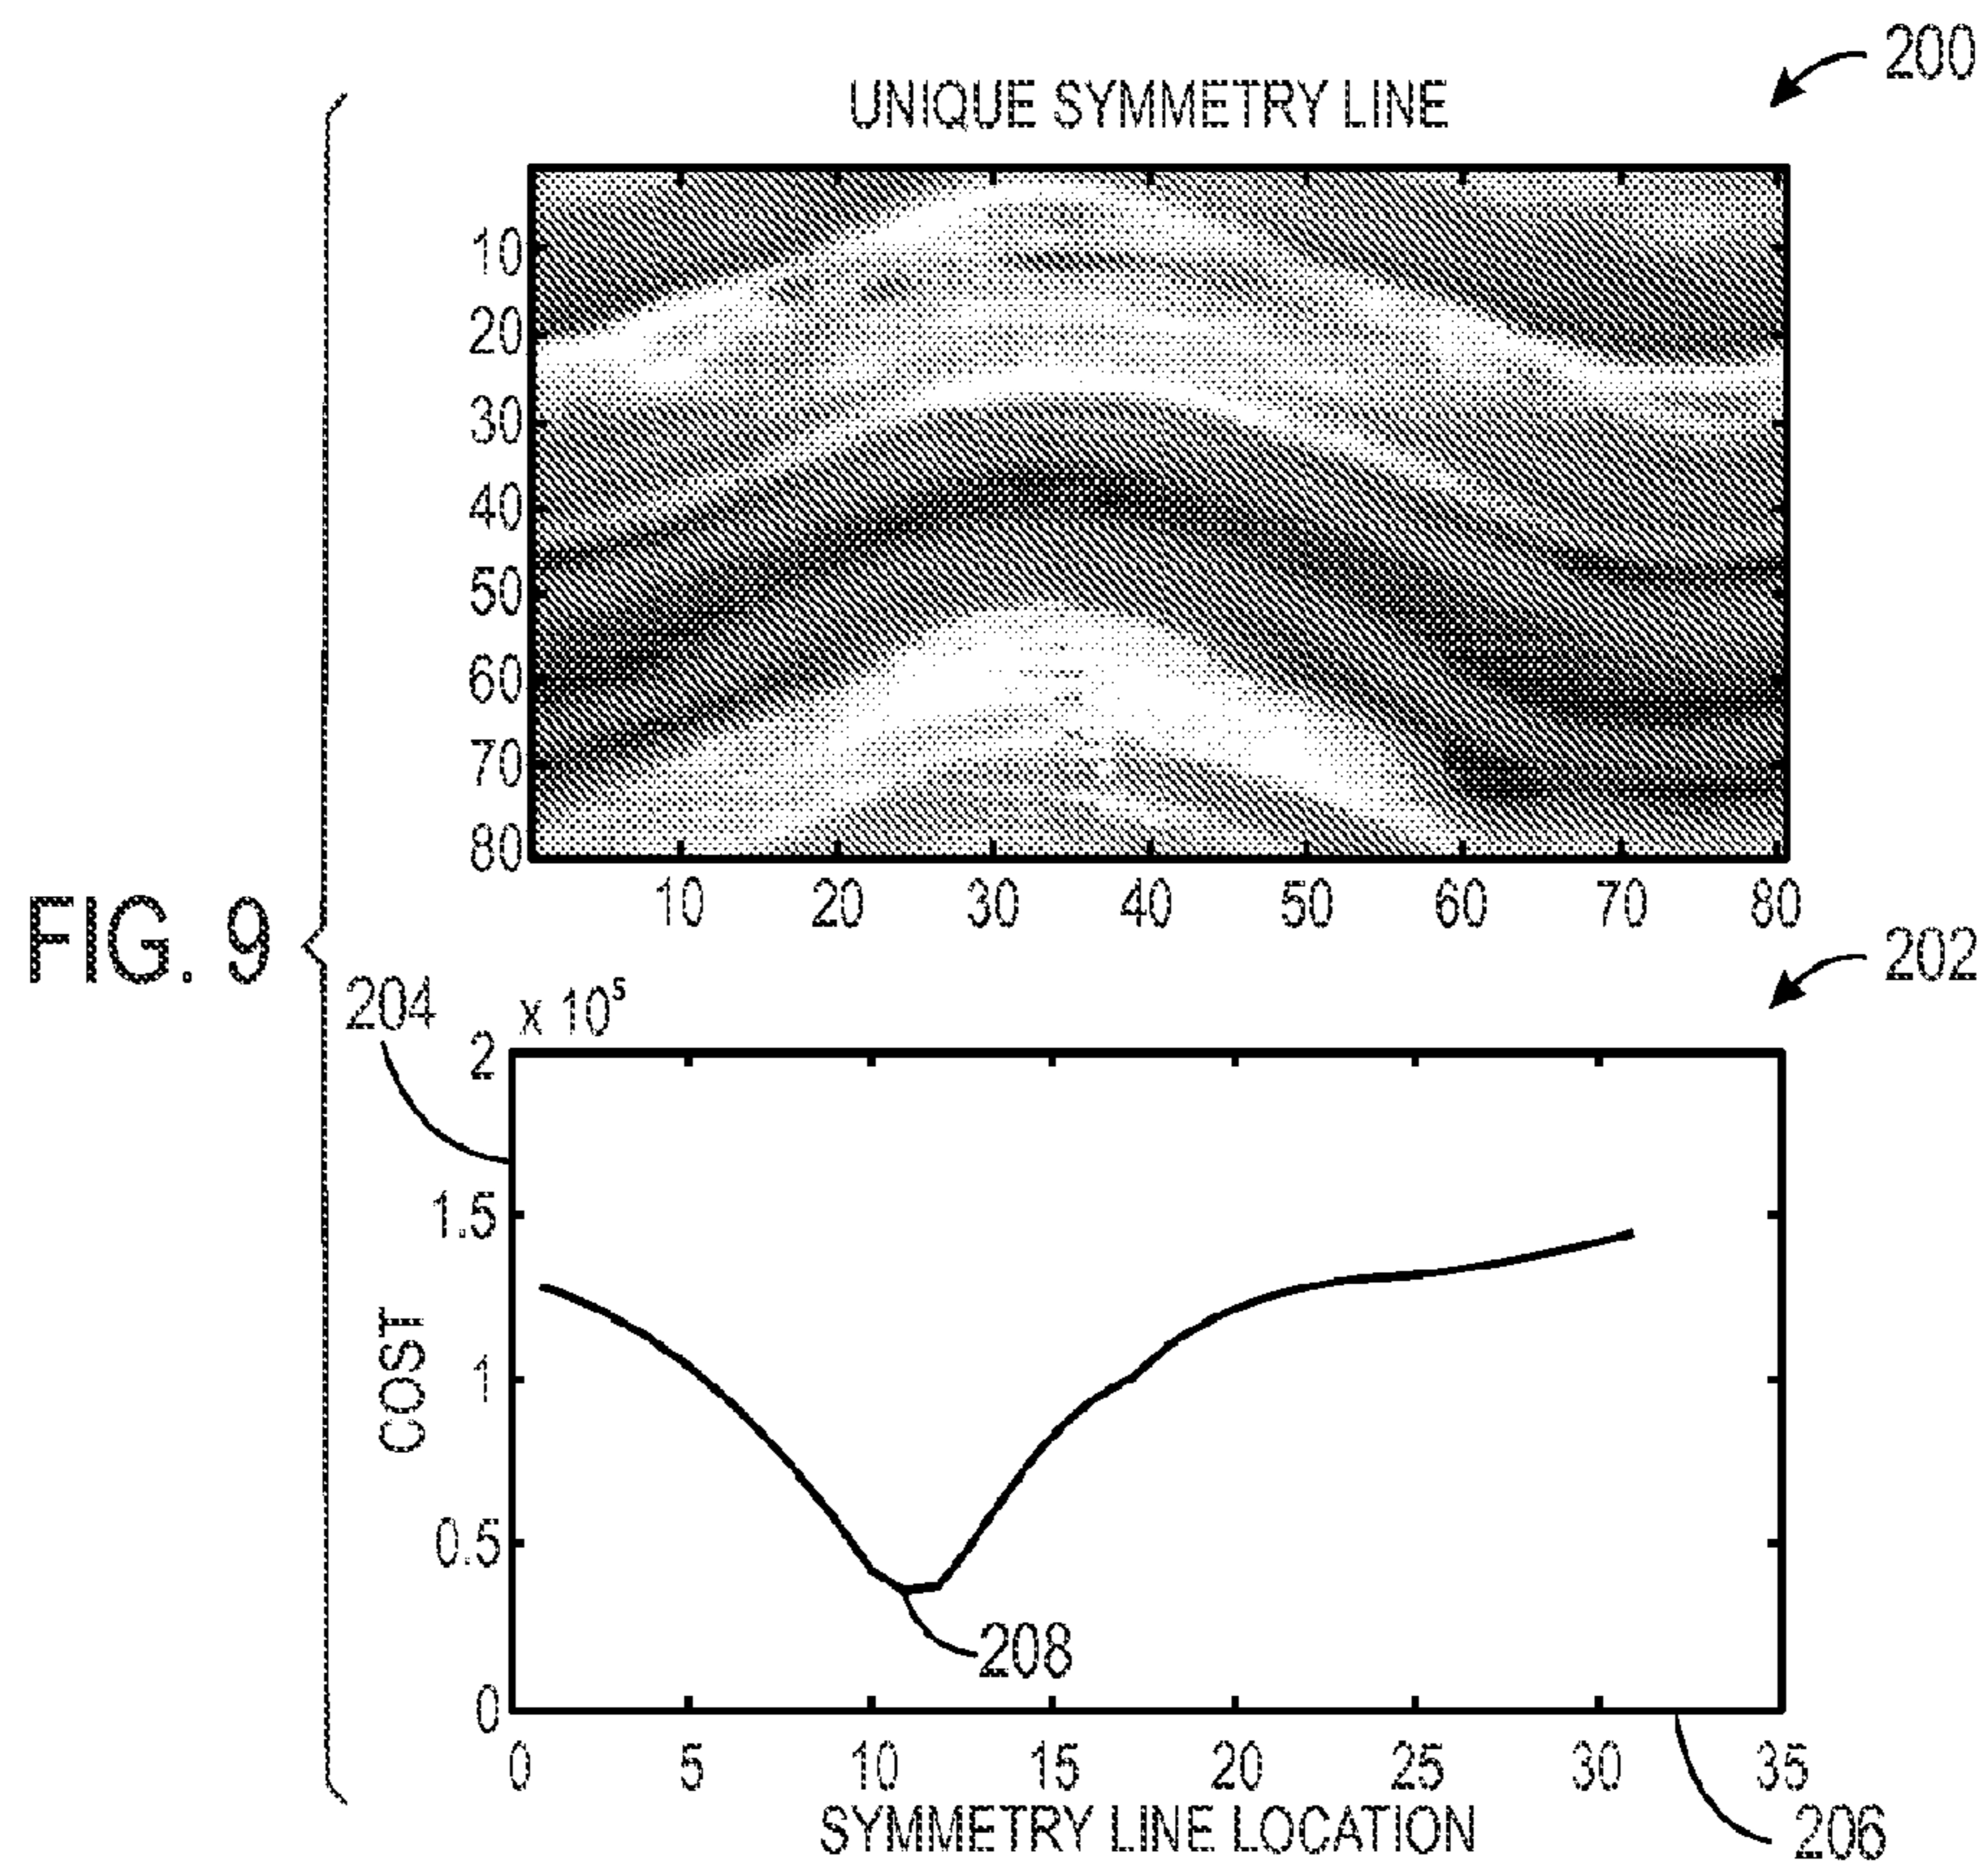 200
UNIQUE SYMMETRY LINE
10
20
30
40
50
60
70
80
10 20 30 40 50 60 70 80
FIG. 9
202
204
x 10⁵
2
1.5
1
0.5
0
COST
208
0 5 10 15 20 25 30 35
SYMMETRY LINE LOCATION
206